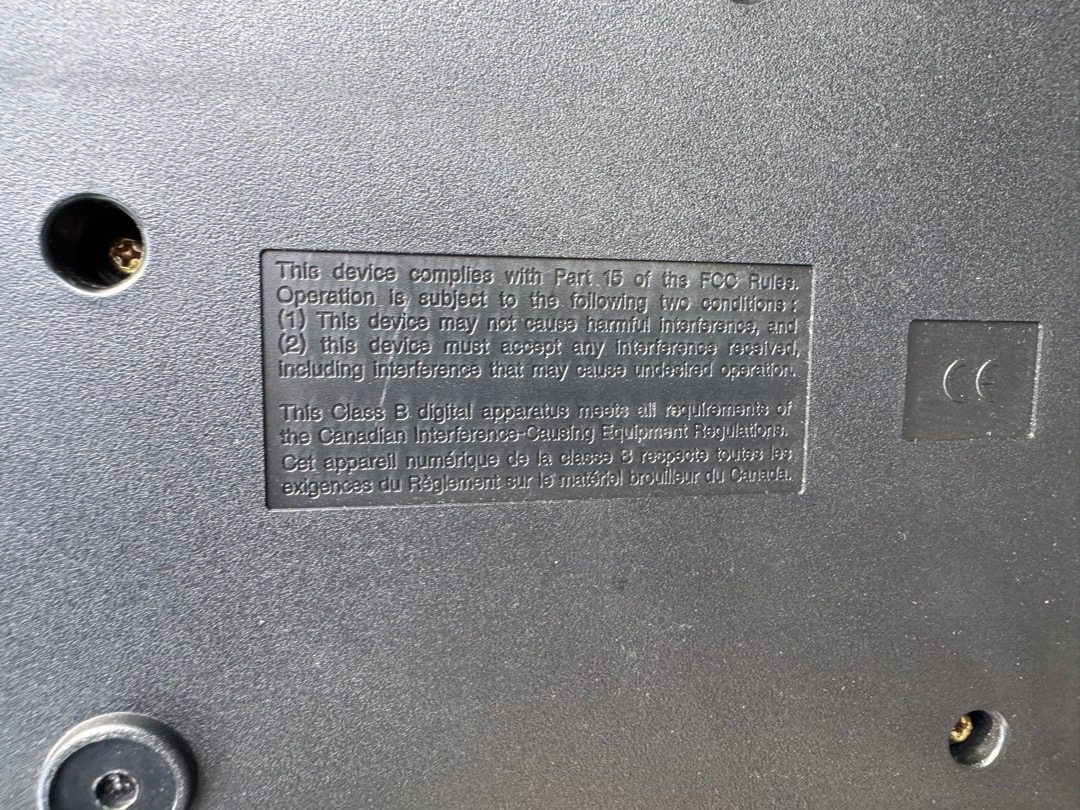 This device complies with Part 15 of the FCC Rules.
Operation is subject to the following two conditions :
(1) This device may not cause harmful interference, and
(2) this device must accept any interference received,
including interference that may cause undesired operation.
This Class B digital apparatus meets all requirements of
the Canadian Interference-Causing Equipment Regulations.
Cet appareil numérique de la classe B respecte toutes les
exigences du Règlement sur le matériel brouilleur du Canada.
CE